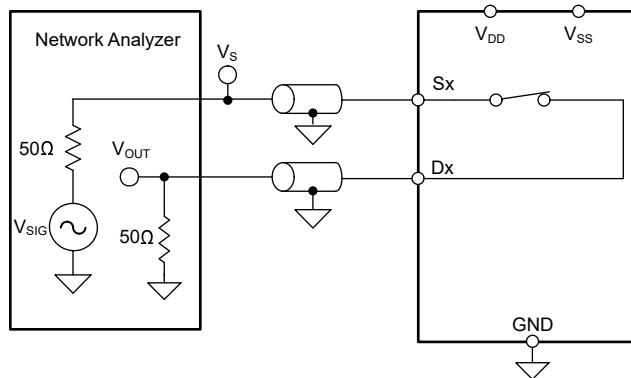 Network Analyzer
V_S
V_DD
V_SS
Sx
50Ω
V_OUT
Dx
V_SIG
50Ω
GND